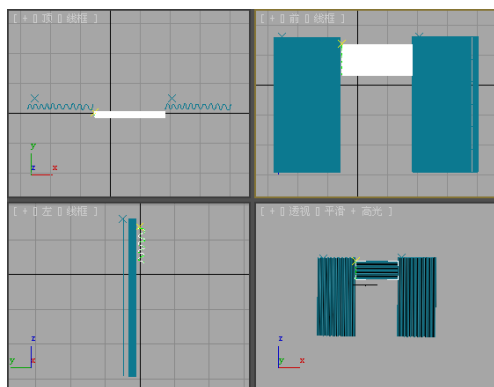 [ + ▯ 顶 ▯ 线框 ]
[ + ▯ 前 ▯ 线框 ]
y
z
x
[ + ▯ 左 ▯ 线框 ]
[ + ▯ 透视 ▯ 平滑 + 高光 ]
z
y
x
z
y
x